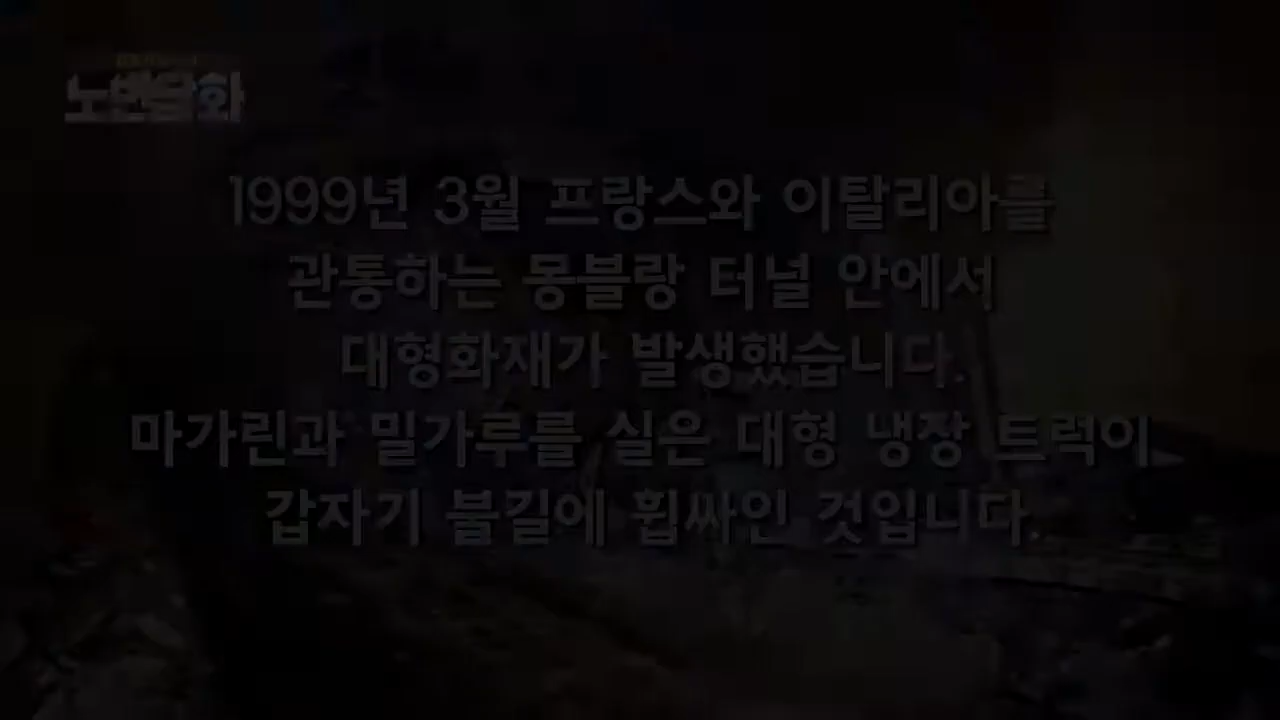 노변담화
1999년 3월 프랑스와 이탈리아를
관통하는 몽블랑 터널 안에서
대형화재가 발생했습니다.
마가린과 밀가루를 실은 대형 냉장 트럭이
갑자기 불길에 휩싸인 것입니다.